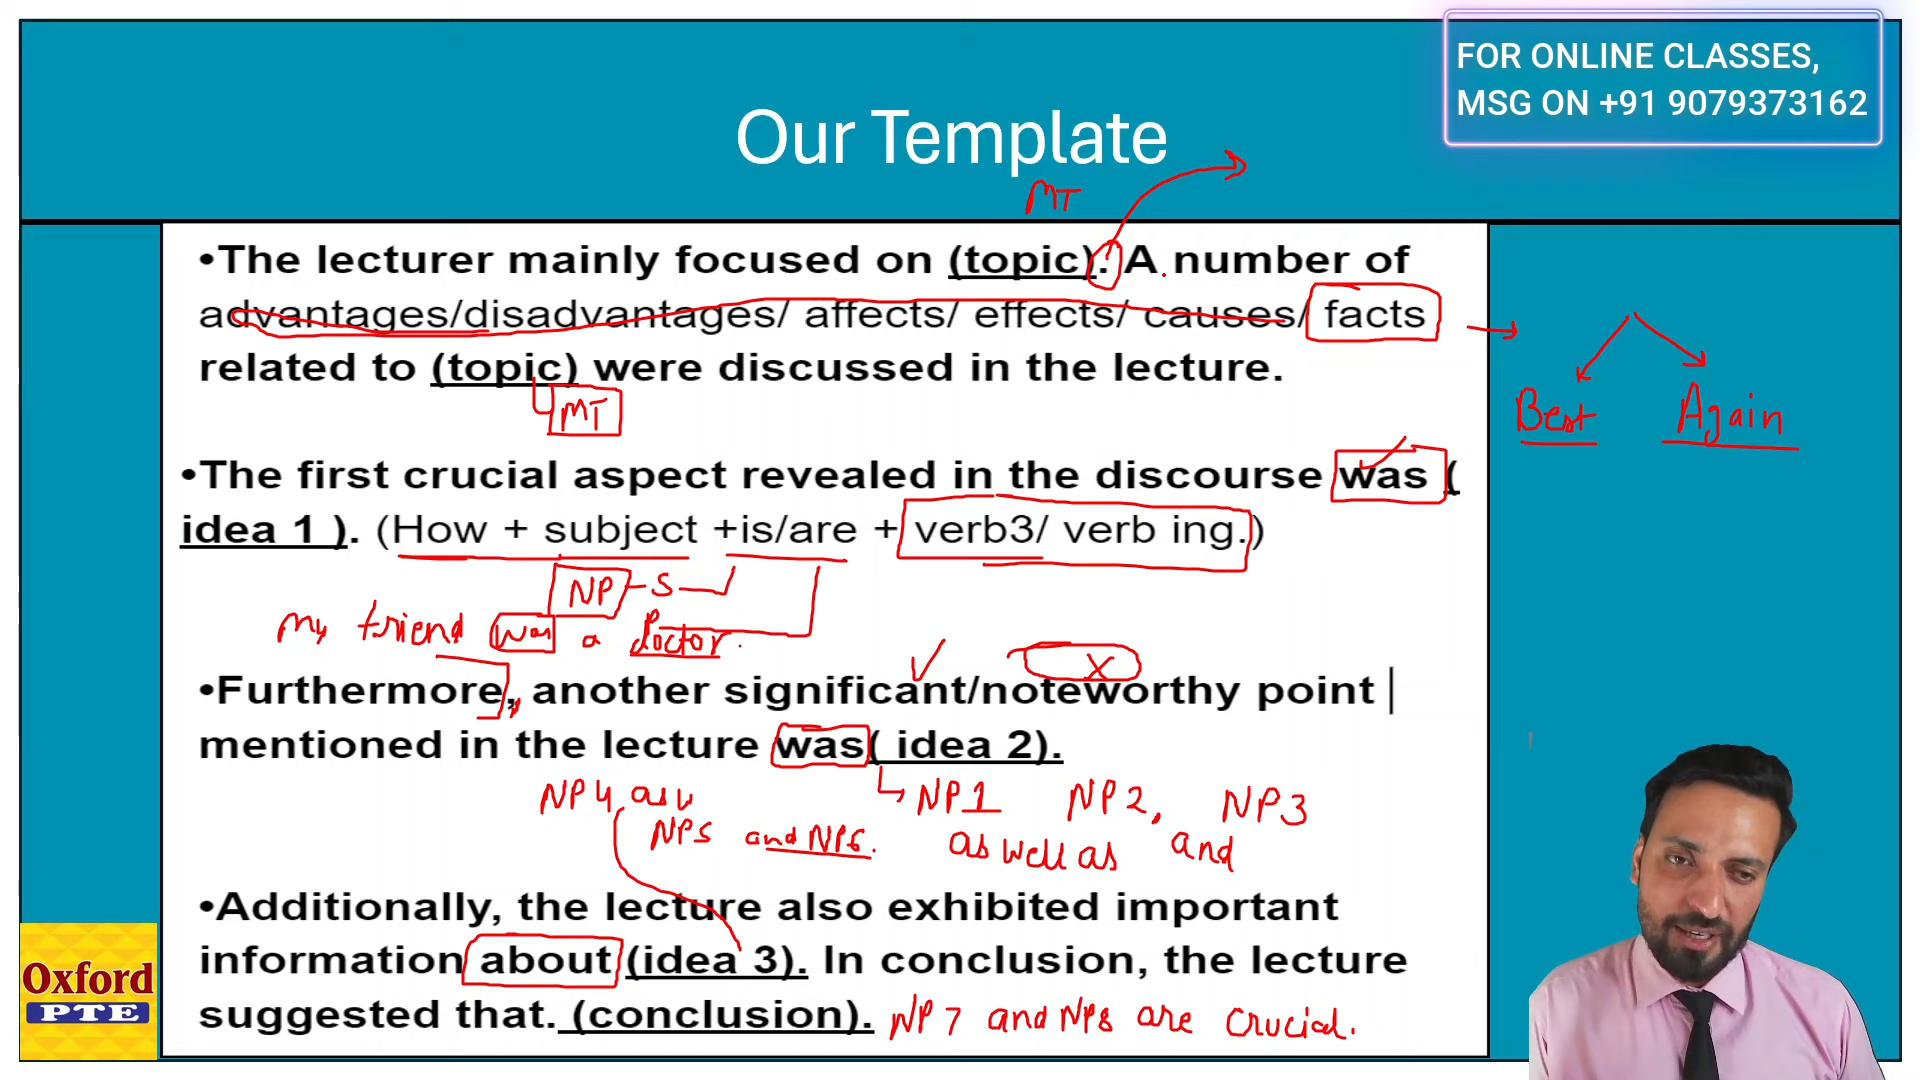 FOR ONLINE CLASSES,
MSG ON +91 9079373162
Our Template
MT
•The lecturer mainly focused on (topic). A number of
advantages/disadvantages/ affects/ effects/ causes/ facts
related to (topic) were discussed in the lecture.
MT
Best Again
•The first crucial aspect revealed in the discourse was (
idea 1 ). (How + subject +is/are + verb3/ verb ing.)
NP - S
My friend was a Doctor.
X
•Furthermore, another significant/noteworthy point
mentioned in the lecture was( idea 2).
NP4, NP1 NP2, NP3
NP5 and NP6. as well as and
•Additionally, the lecture also exhibited important
information about (idea 3). In conclusion, the lecture
suggested that. (conclusion). NP7 and NP8 are crucial.
Oxford
PTE